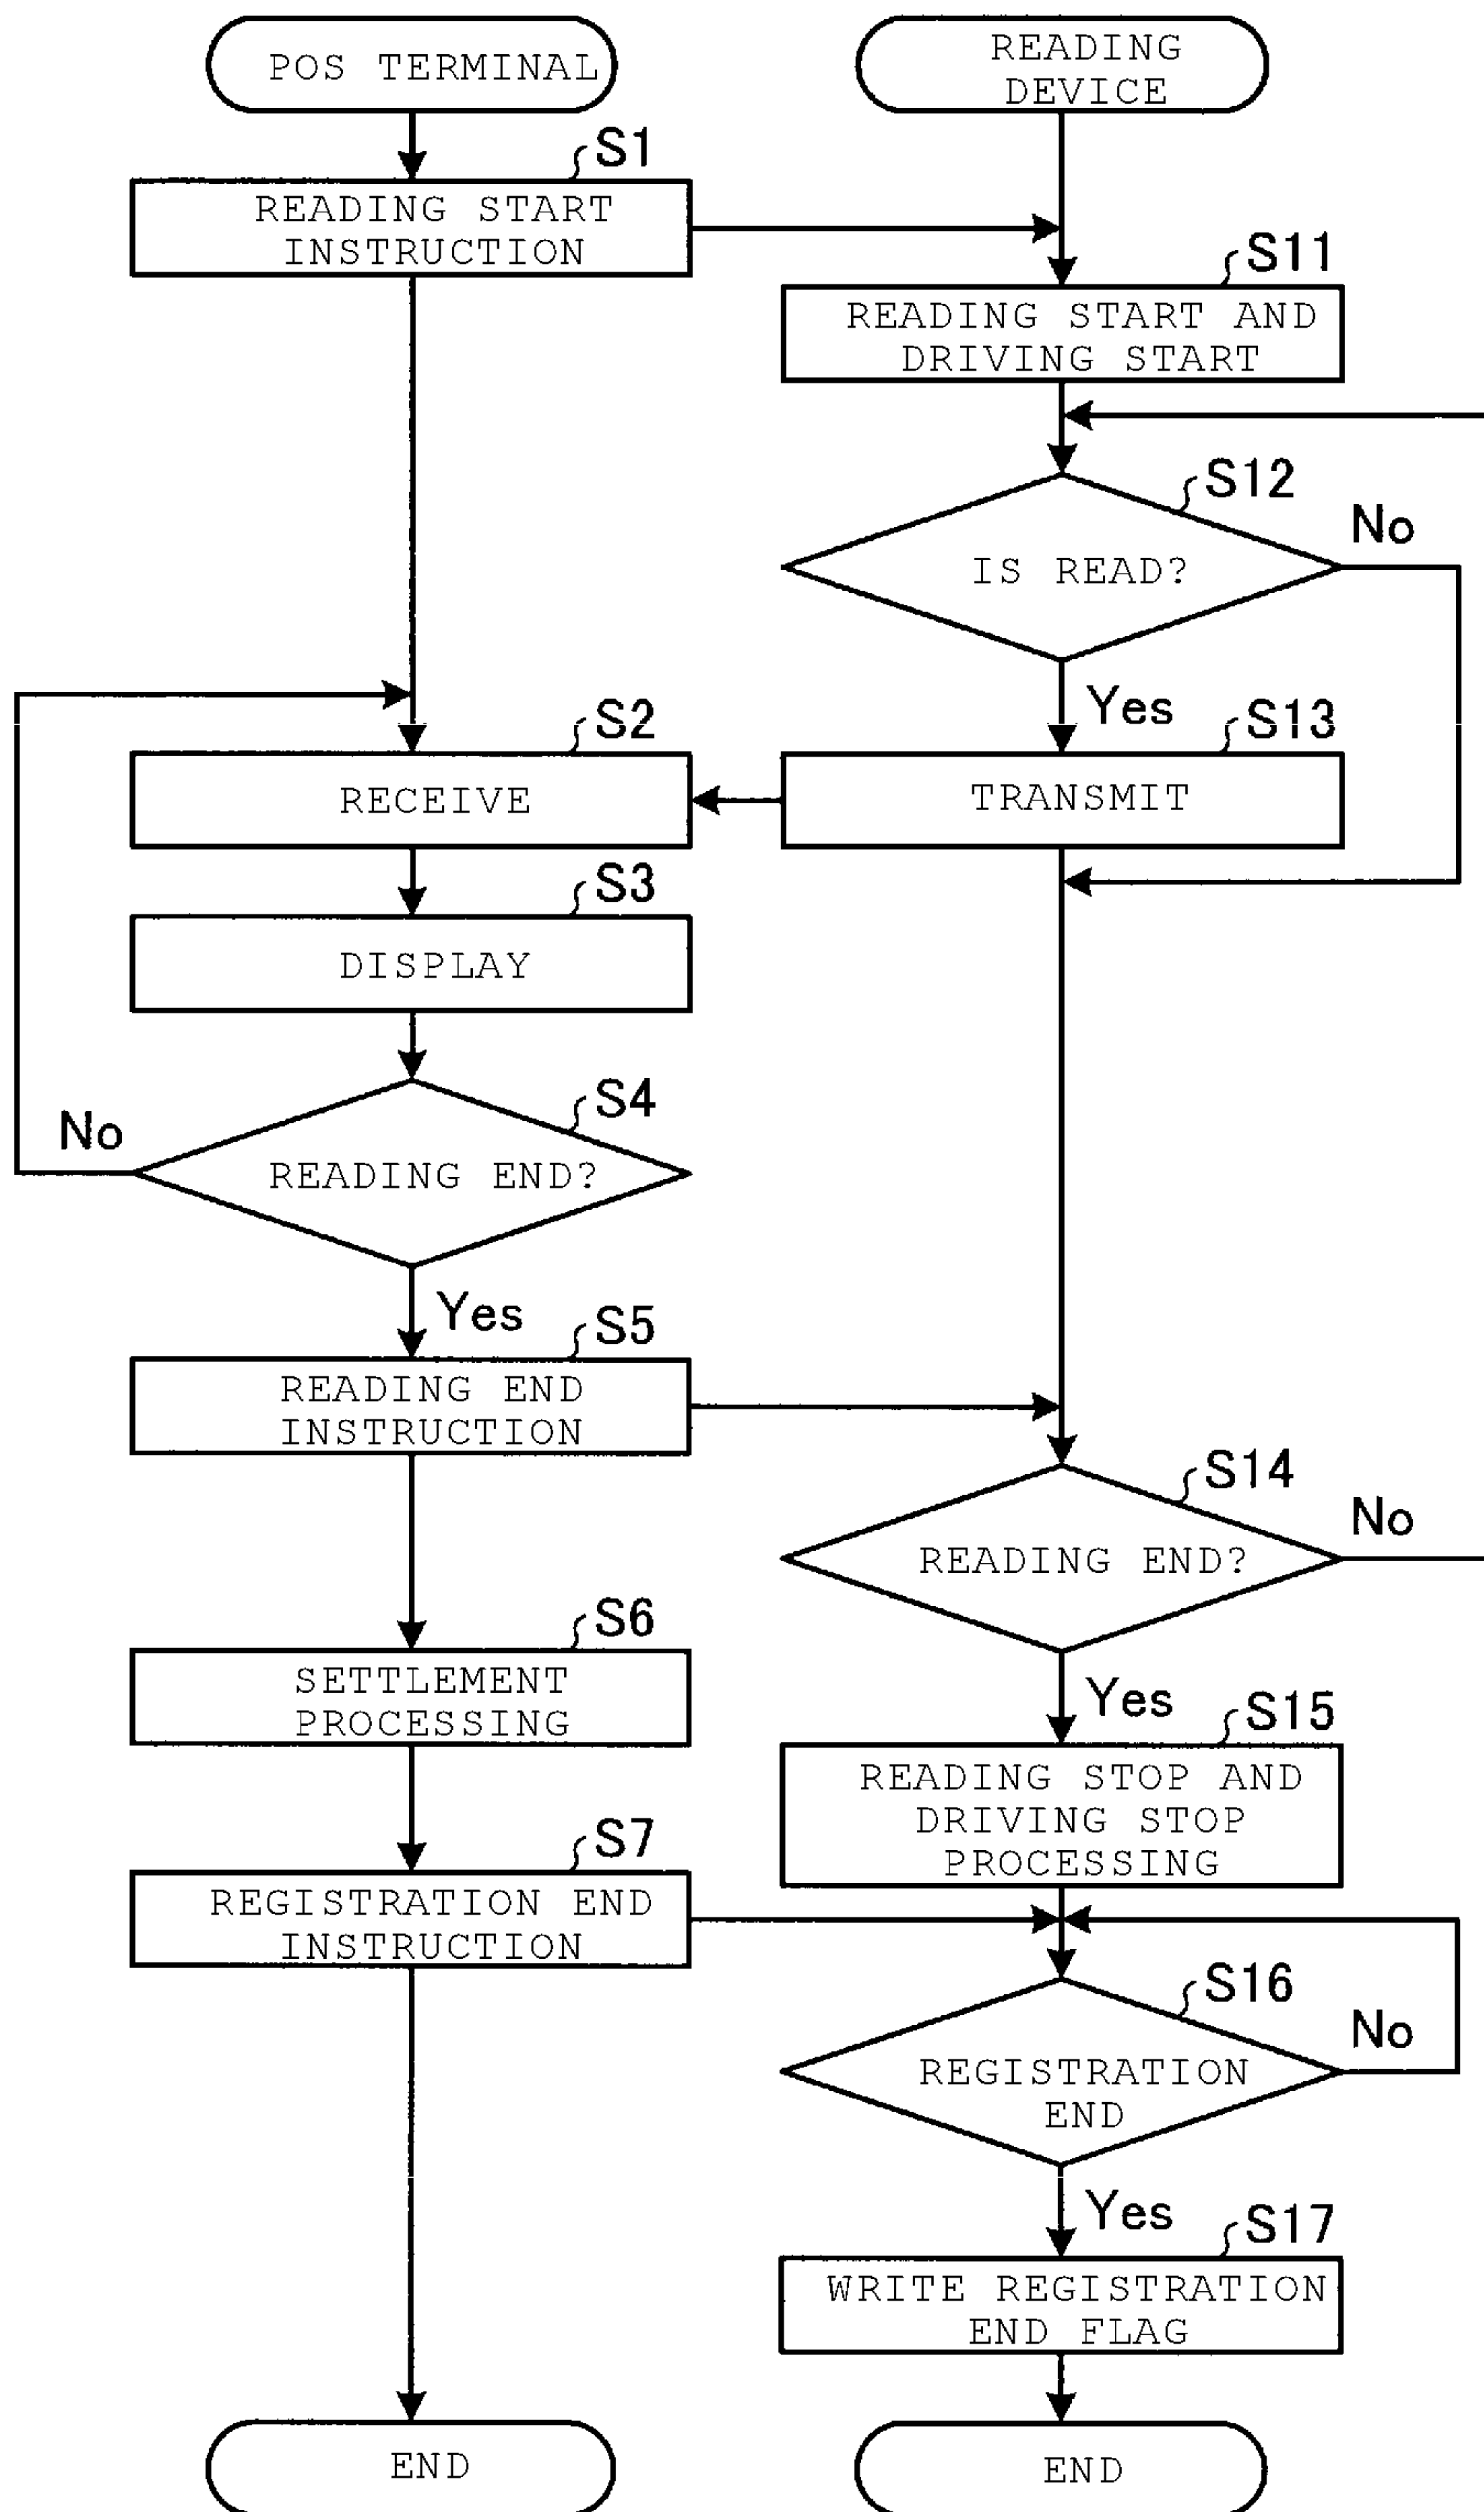 POS TERMINAL
READING
DEVICE
S1
READING START
INSTRUCTION
S11
READING START AND
DRIVING START
S12
No
IS READ?
Yes
S2
S13
RECEIVE
TRANSMIT
S3
DISPLAY
S4
No
READING END?
Yes
S5
READING END
INSTRUCTION
S14
No
READING END?
S6
SETTLEMENT
PROCESSING
Yes
S15
READING STOP AND
DRIVING STOP
PROCESSING
S7
REGISTRATION END
INSTRUCTION
S16
No
REGISTRATION
END
Yes
S17
WRITE REGISTRATION
END FLAG
END
END